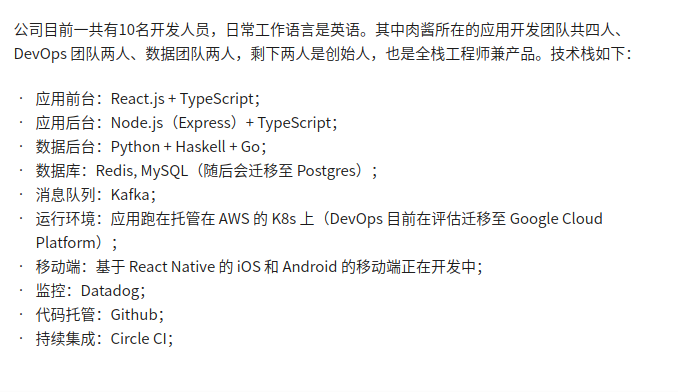 公司目前一共有10名开发人员，日常工作语言是英语。其中肉酱所在的应用开发团队共四人、
DevOps 团队两人、数据团队两人，剩下两人是创始人，也是全栈工程师兼产品。技术栈如下：
· 应用前台：React.js + TypeScript；
· 应用后台：Node.js（Express）+ TypeScript；
· 数据后台：Python + Haskell + Go；
· 数据库：Redis, MySQL（随后会迁移至 Postgres）；
· 消息队列：Kafka；
· 运行环境：应用跑在托管在 AWS 的 K8s 上（DevOps 目前在评估迁移至 Google Cloud
Platform）；
· 移动端：基于 React Native 的 iOS 和 Android 的移动端正在开发中；
· 监控：Datadog；
· 代码托管：Github；
· 持续集成：Circle CI；